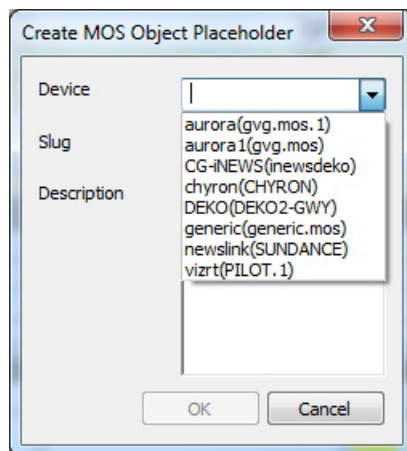 Create MOS Object Placeholder
Device
aurora(gvg.mos.1)
aurora1(gvg.mos)
Slug
CG-iNEWS(inewsdeko)
chyron(CHYRON)
Description
DEKO(DEKO2-GWY)
generic(generic.mos)
newslink(SUNDANCE)
vizrt(PILOT.1)
OK
Cancel